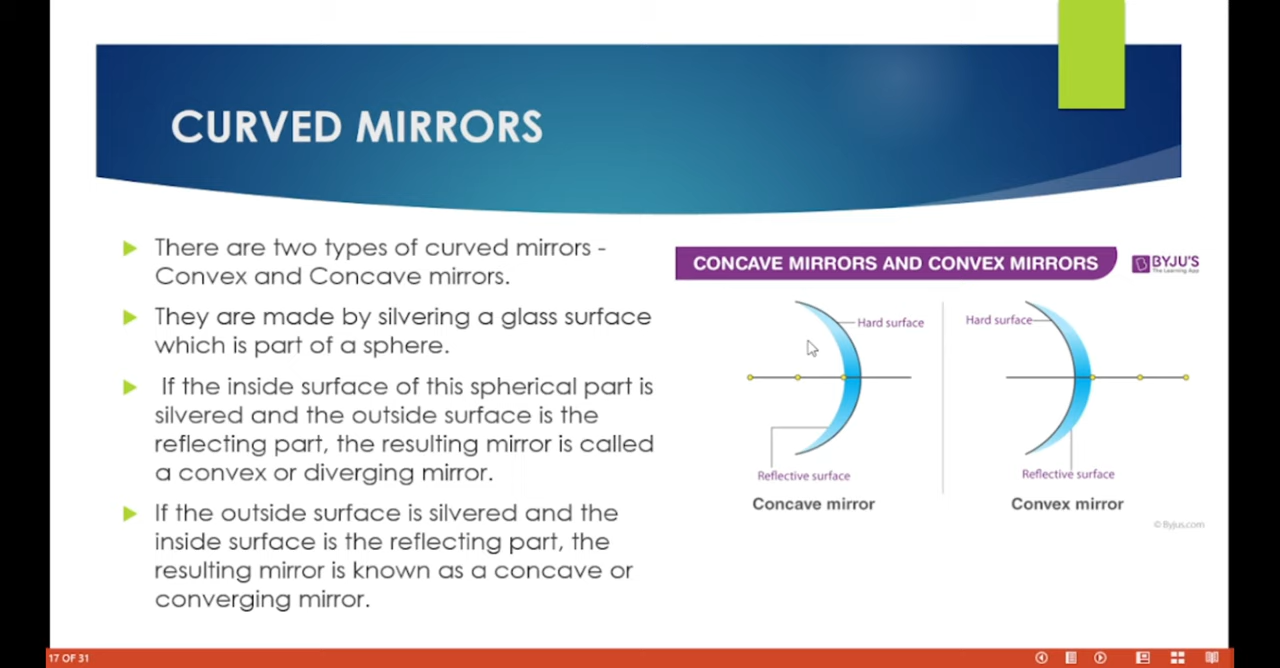 CURVED MIRRORS
There are two types of curved mirrors -
Convex and Concave mirrors.
They are made by silvering a glass surface
which is part of a sphere.
If the inside surface of this spherical part is
silvered and the outside surface is the
reflecting part, the resulting mirror is called
a convex or diverging mirror.
If the outside surface is silvered and the
inside surface is the reflecting part, the
resulting mirror is known as a concave or
converging mirror.
CONCAVE MIRRORS AND CONVEX MIRRORS
BYJU'S
The Learning App
Hard surface
Reflective surface
Concave mirror
Hard surface
Reflective surface
Convex mirror
© Byjus.com
17 OF 31